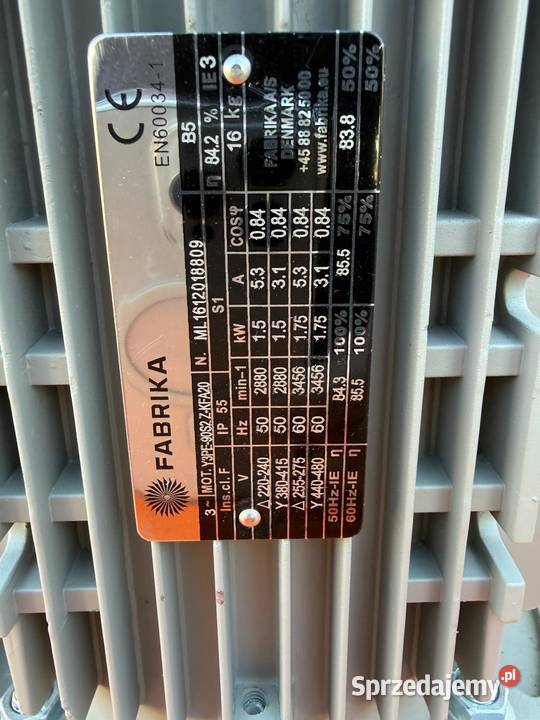 FABRIKA
CE
EN60034-1
3~ MOT. Y3PE-90S2 Z-KFA20 N. ML1612018809 B5 IE3
Ins.cl. F IP 55 S1 η 84.2 % 16 kg
V Hz min-1 kW A COSφ
Δ 220-240 50 2880 1.5 5.3 0.84
Y 380-415 50 2880 1.5 3.1 0.84
Δ 255-275 60 3456 1.75 5.3 0.84
Y 440-480 60 3456 1.75 3.1 0.84
FABRIKA A/S
DENMARK
+45 88 82 50 00
www.fabrika.eu
50Hz-IE η 84.3 100% 85.5 75% 83.8 50%
60Hz-IE η 85.5 100% 75% 50%
Sprzedajemy.pl